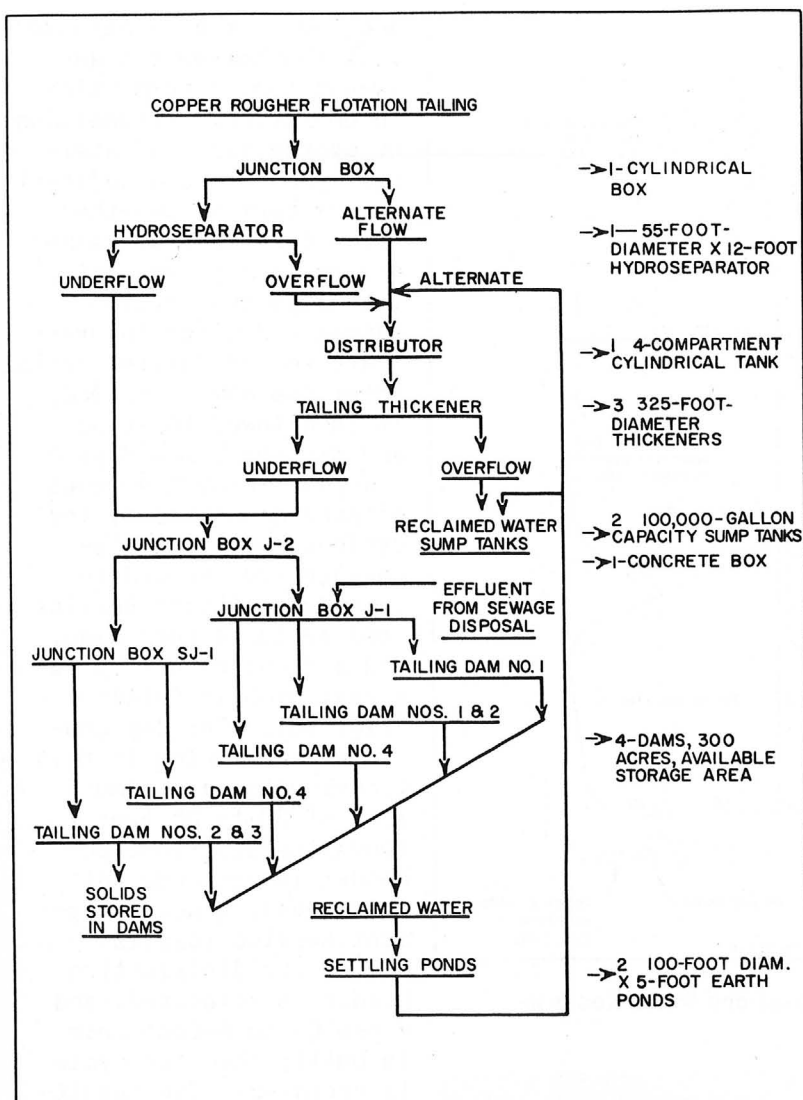 COPPER ROUGHER FLOTATION TAILING
JUNCTION BOX
→1-CYLINDRICAL
BOX
HYDROSEPARATOR
ALTERNATE
FLOW
→1—55-FOOT-
DIAMETER X 12-FOOT
HYDROSEPARATOR
UNDERFLOW
OVERFLOW
ALTERNATE
DISTRIBUTOR
→1 4-COMPARTMENT
CYLINDRICAL TANK
TAILING THICKENER
→3 325-FOOT-
DIAMETER
THICKENERS
UNDERFLOW
OVERFLOW
RECLAIMED WATER
SUMP TANKS
→2 100,000-GALLON
CAPACITY SUMP TANKS
JUNCTION BOX J-2
→1-CONCRETE BOX
EFFLUENT
FROM SEWAGE
DISPOSAL
JUNCTION BOX J-1
JUNCTION BOX SJ-1
TAILING DAM NO. 1
TAILING DAM NOS. 1 & 2
TAILING DAM NO. 4
→4-DAMS, 300
ACRES, AVAILABLE
STORAGE AREA
TAILING DAM NO. 4
TAILING DAM NOS. 2 & 3
SOLIDS
STORED
IN DAMS
RECLAIMED WATER
SETTLING PONDS
→2 100-FOOT DIAM.
X 5-FOOT EARTH
PONDS